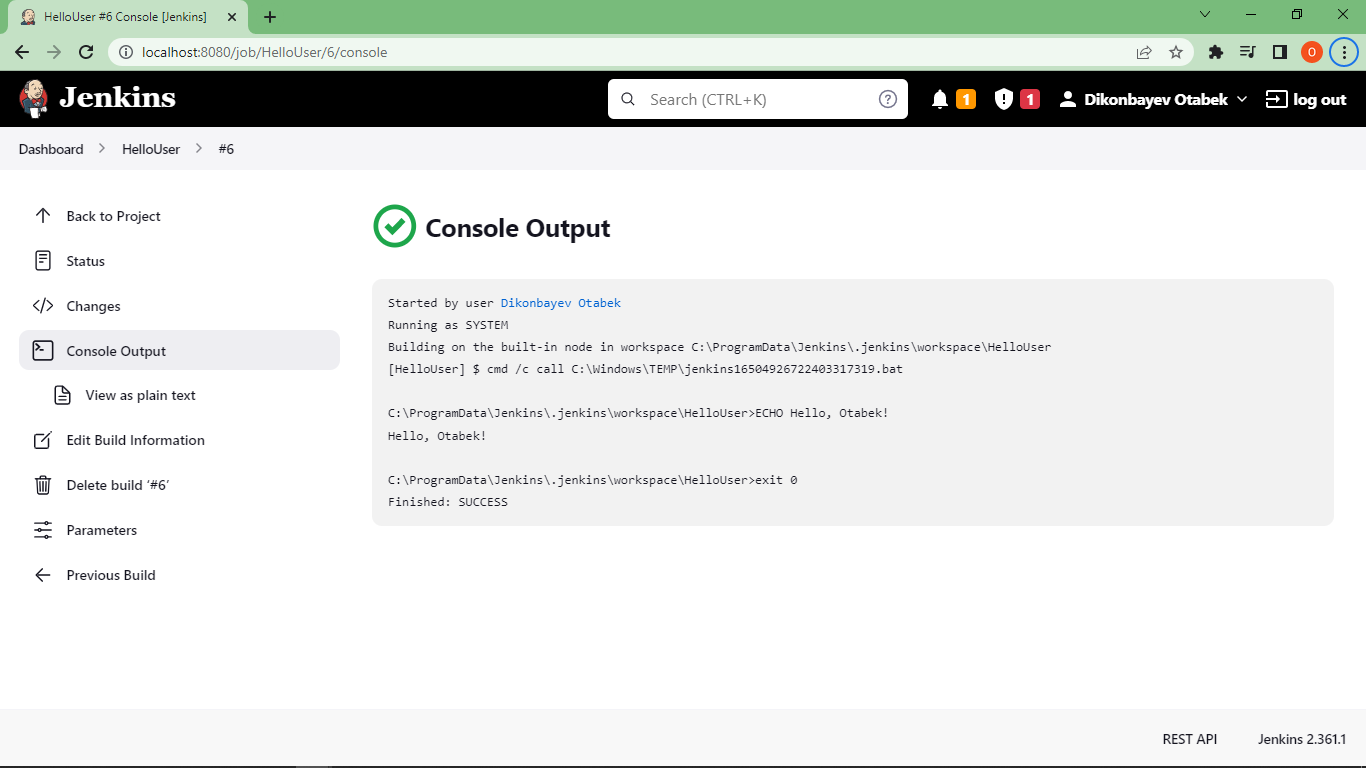 HelloUser #6 Console [Jenkins]
localhost:8080/job/HelloUser/6/console
O
Jenkins
Search (CTRL+K)
1
1
Dikonbayev Otabek
log out
Dashboard
HelloUser
#6
Back to Project
Status
Changes
Console Output
View as plain text
Edit Build Information
Delete build ‘#6’
Parameters
Previous Build
Console Output
Started by user Dikonbayev Otabek
Running as SYSTEM
Building on the built-in node in workspace C:\ProgramData\Jenkins\.jenkins\workspace\HelloUser
[HelloUser] $ cmd /c call C:\Windows\TEMP\jenkins16504926722403317319.bat
C:\ProgramData\Jenkins\.jenkins\workspace\HelloUser>ECHO Hello, Otabek!
Hello, Otabek!
C:\ProgramData\Jenkins\.jenkins\workspace\HelloUser>exit 0
Finished: SUCCESS
REST API
Jenkins 2.361.1